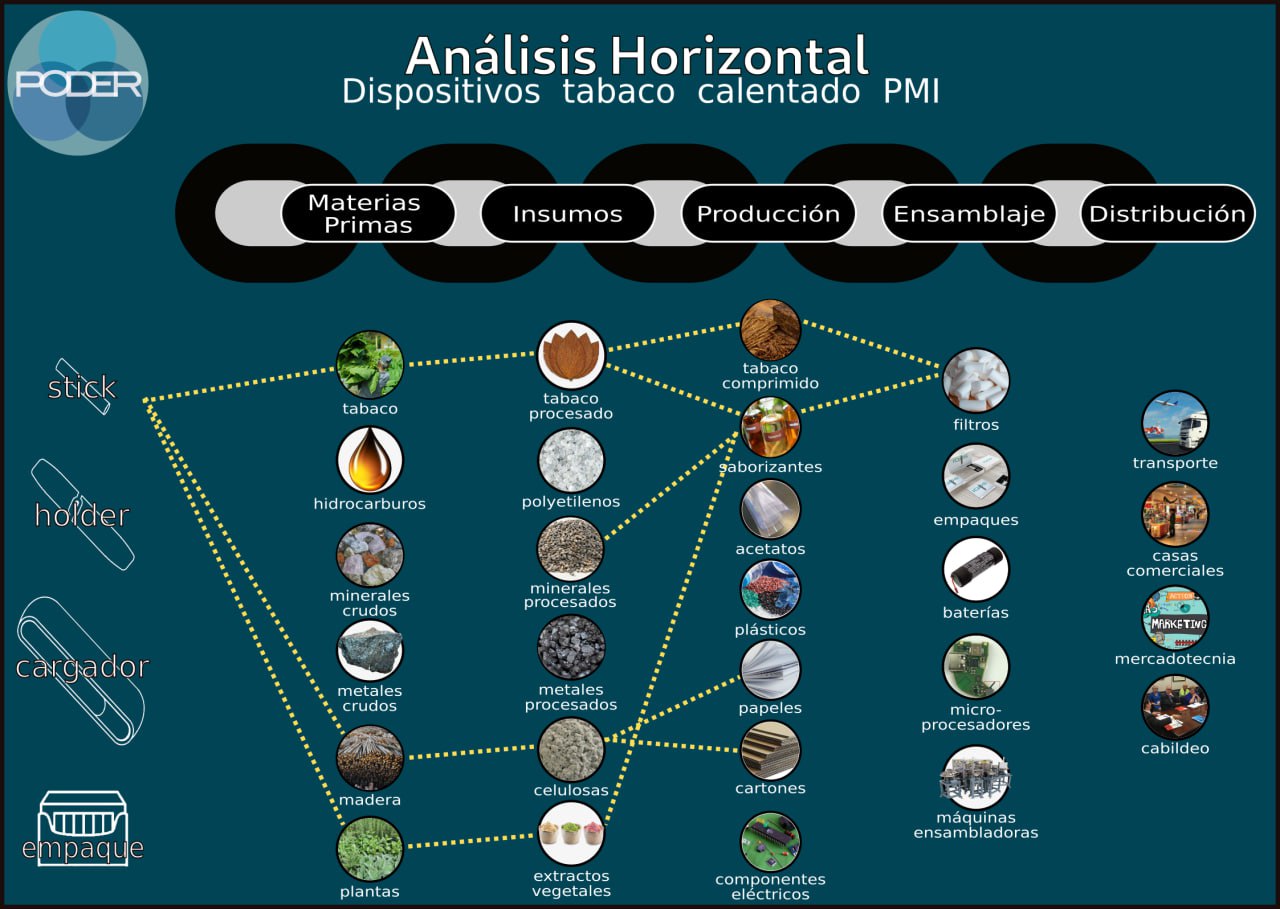 PODER
Análisis Horizontal
Dispositivos tabaco calentado PMI
Materias
Primas
Insumos
Producción
Ensamblaje
Distribución
stick
holder
cargador
empaque
tabaco
hidrocarburos
minerales
crudos
metales
crudos
madera
plantas
tabaco
procesado
polyetilenos
minerales
procesados
metales
procesados
celulosas
extractos
vegetales
tabaco
comprimido
saborizantes
acetatos
plásticos
papeles
cartones
componentes
eléctricos
filtros
empaques
baterías
micro-
procesadores
máquinas
ensambladoras
transporte
casas
comerciales
MARKETING
mercadotecnia
cabildeo